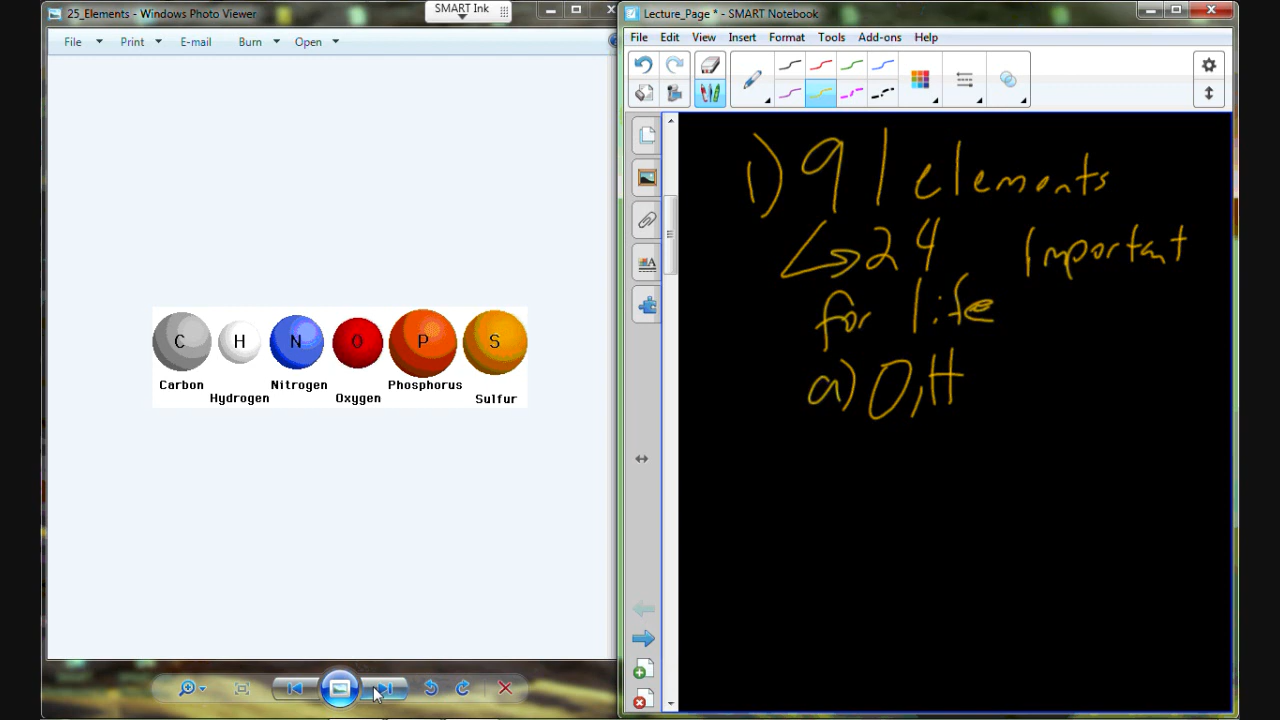 25_Elements - Windows Photo Viewer
SMART Ink
File Print E-mail Burn Open
C H N O P S
Carbon Nitrogen Phosphorus
Hydrogen Oxygen Sulfur
Lecture_Page * - SMART Notebook
File Edit View Insert Format Tools Add-ons Help
1) 91 elements
24 Important
for life
a) O, H